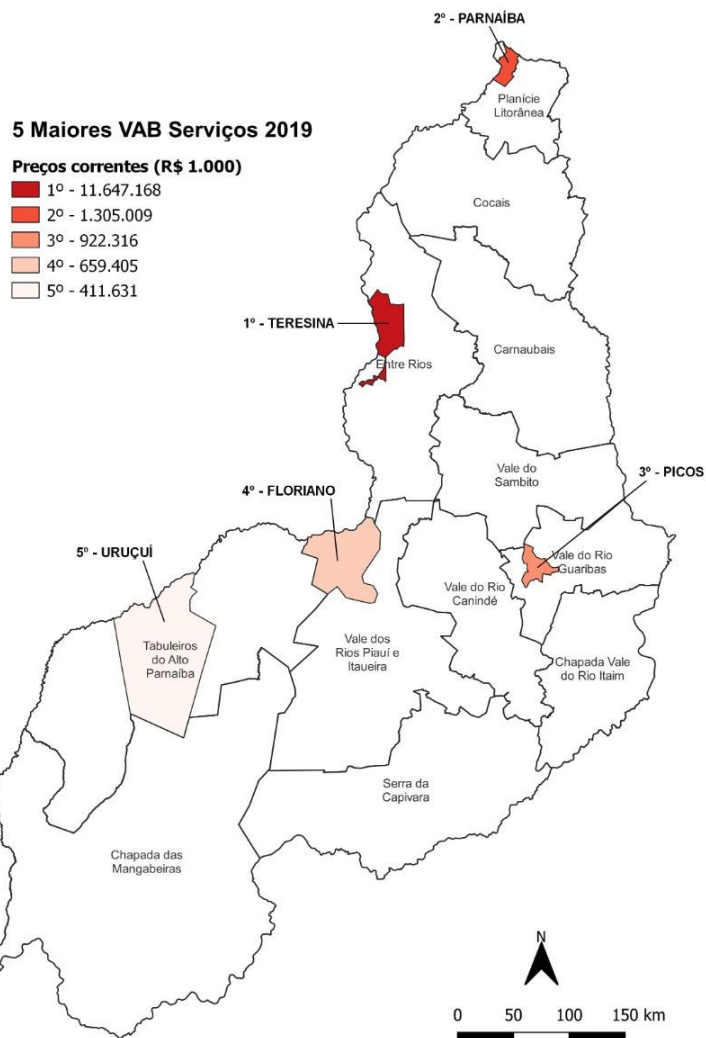 2º - PARNAÍBA
Planície
Litorânea
5 Maiores VAB Serviços 2019
Preços correntes (R$ 1.000)
1º - 11.647.168
2º - 1.305.009
3º - 922.316
4º - 659.405
5º - 411.631
Cocais
1º - TERESINA
Entre Rios
Carnaubais
Vale do
Sambito
3º - PICOS
4º - FLORIANO
5º - URUÇUÍ
Vale do Rio
Guaribas
Vale do Rio
Canindé
Tabuleiros
do Alto
Parnaíba
Vale dos
Rios Piauí e
Itaueira
Chapada Vale
do Rio Itaim
Serra da
Capivara
Chapada das
Mangabeiras
N
0 50 100 150 km